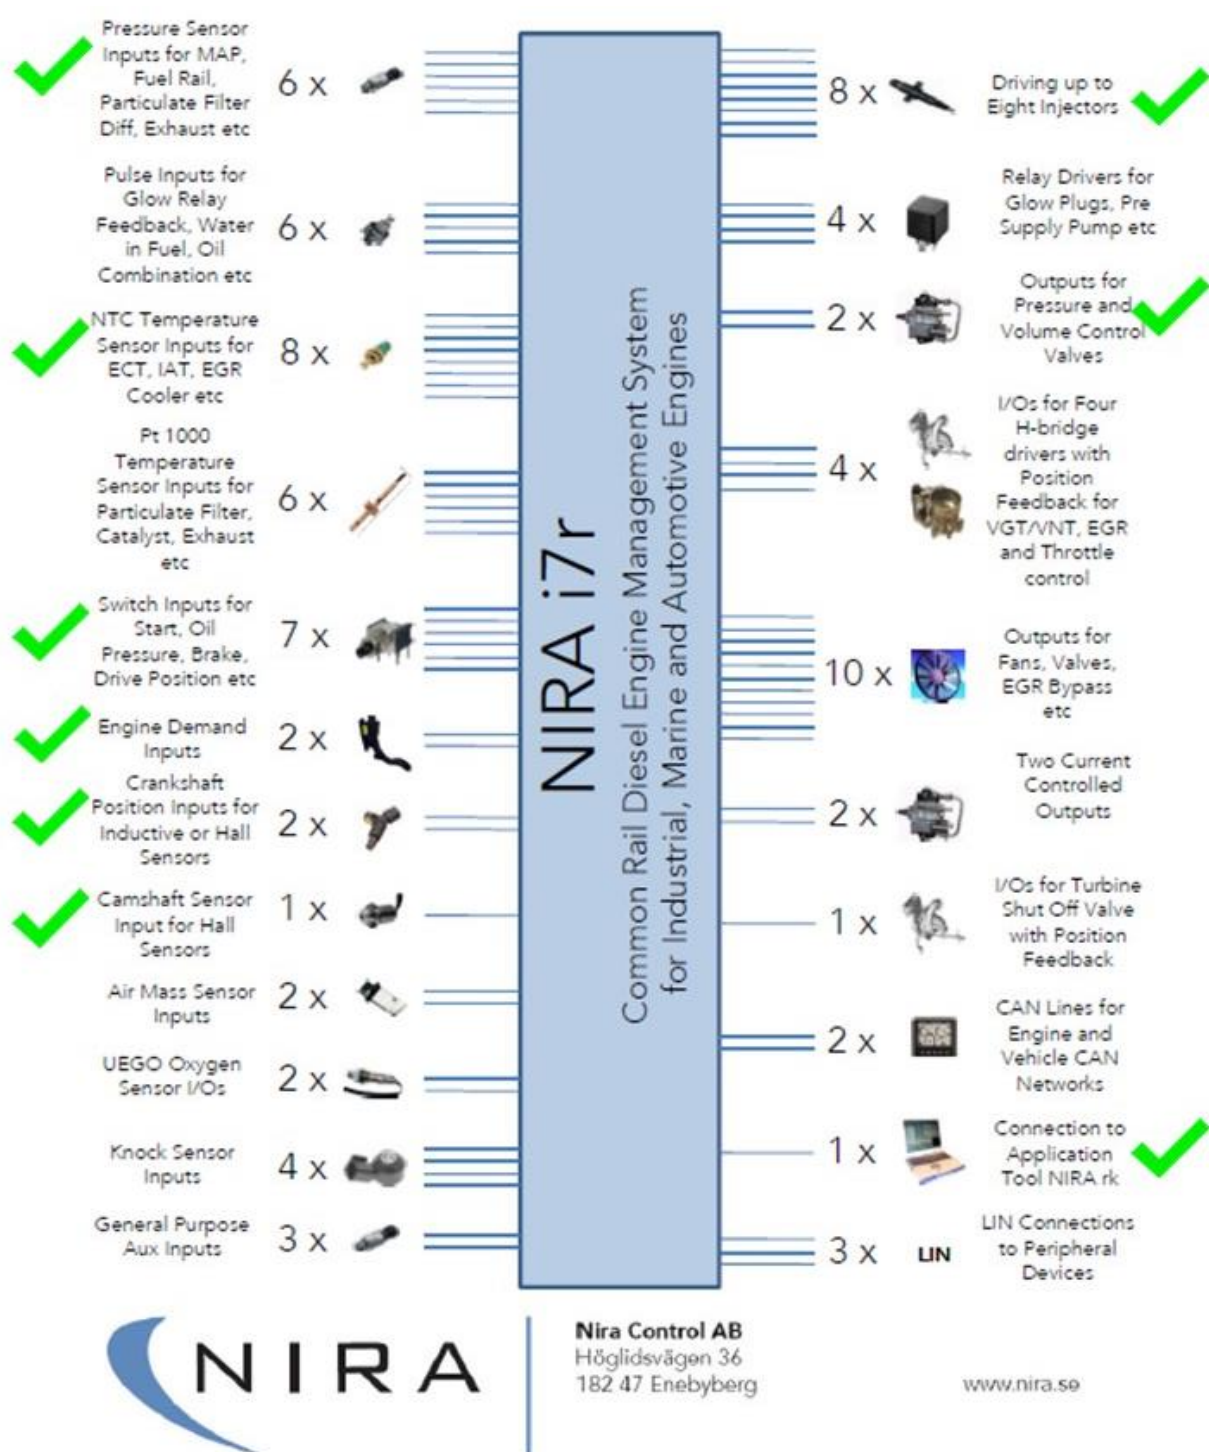 Pressure Sensor
Inputs for MAP,
Fuel Rail,
Particulate Filter
Diff, Exhaust etc
6 x
Pulse Inputs for
Glow Relay
Feedback, Water
in Fuel, Oil
Combination etc
6 x
NTC Temperature
Sensor Inputs for
ECT, IAT, EGR
Cooler etc
8 x
Pt 1000
Temperature
Sensor Inputs for
Particulate Filter,
Catalyst, Exhaust
etc
6 x
Switch Inputs for
Start, Oil
Pressure, Brake,
Drive Position etc
7 x
Engine Demand
Inputs
2 x
Crankshaft
Position Inputs for
Inductive or Hall
Sensors
2 x
Camshaft Sensor
Input for Hall
Sensors
1 x
Air Mass Sensor
Inputs
2 x
UEGO Oxygen
Sensor I/Os
2 x
Knock Sensor
Inputs
4 x
General Purpose
Aux Inputs
3 x
NIRA i7r
Common Rail Diesel Engine Management System
for Industrial, Marine and Automotive Engines
8 x
Driving up to
Eight Injectors
4 x
Relay Drivers for
Glow Plugs, Pre
Supply Pump etc
2 x
Outputs for
Pressure and
Volume Control
Valves
4 x
I/Os for Four
H-bridge
drivers with
Position
Feedback for
VGT/VNT, EGR
and Throttle
control
10 x
Outputs for
Fans, Valves,
EGR Bypass
etc
2 x
Two Current
Controlled
Outputs
1 x
I/Os for Turbine
Shut Off Valve
with Position
Feedback
2 x
CAN Lines for
Engine and
Vehicle CAN
Networks
1 x
Connection to
Application
Tool NIRA rk
3 x
LIN
LIN Connections
to Peripheral
Devices
NIRA
Nira Control AB
Höglidsvägen 36
182 47 Enebyberg
www.nira.se